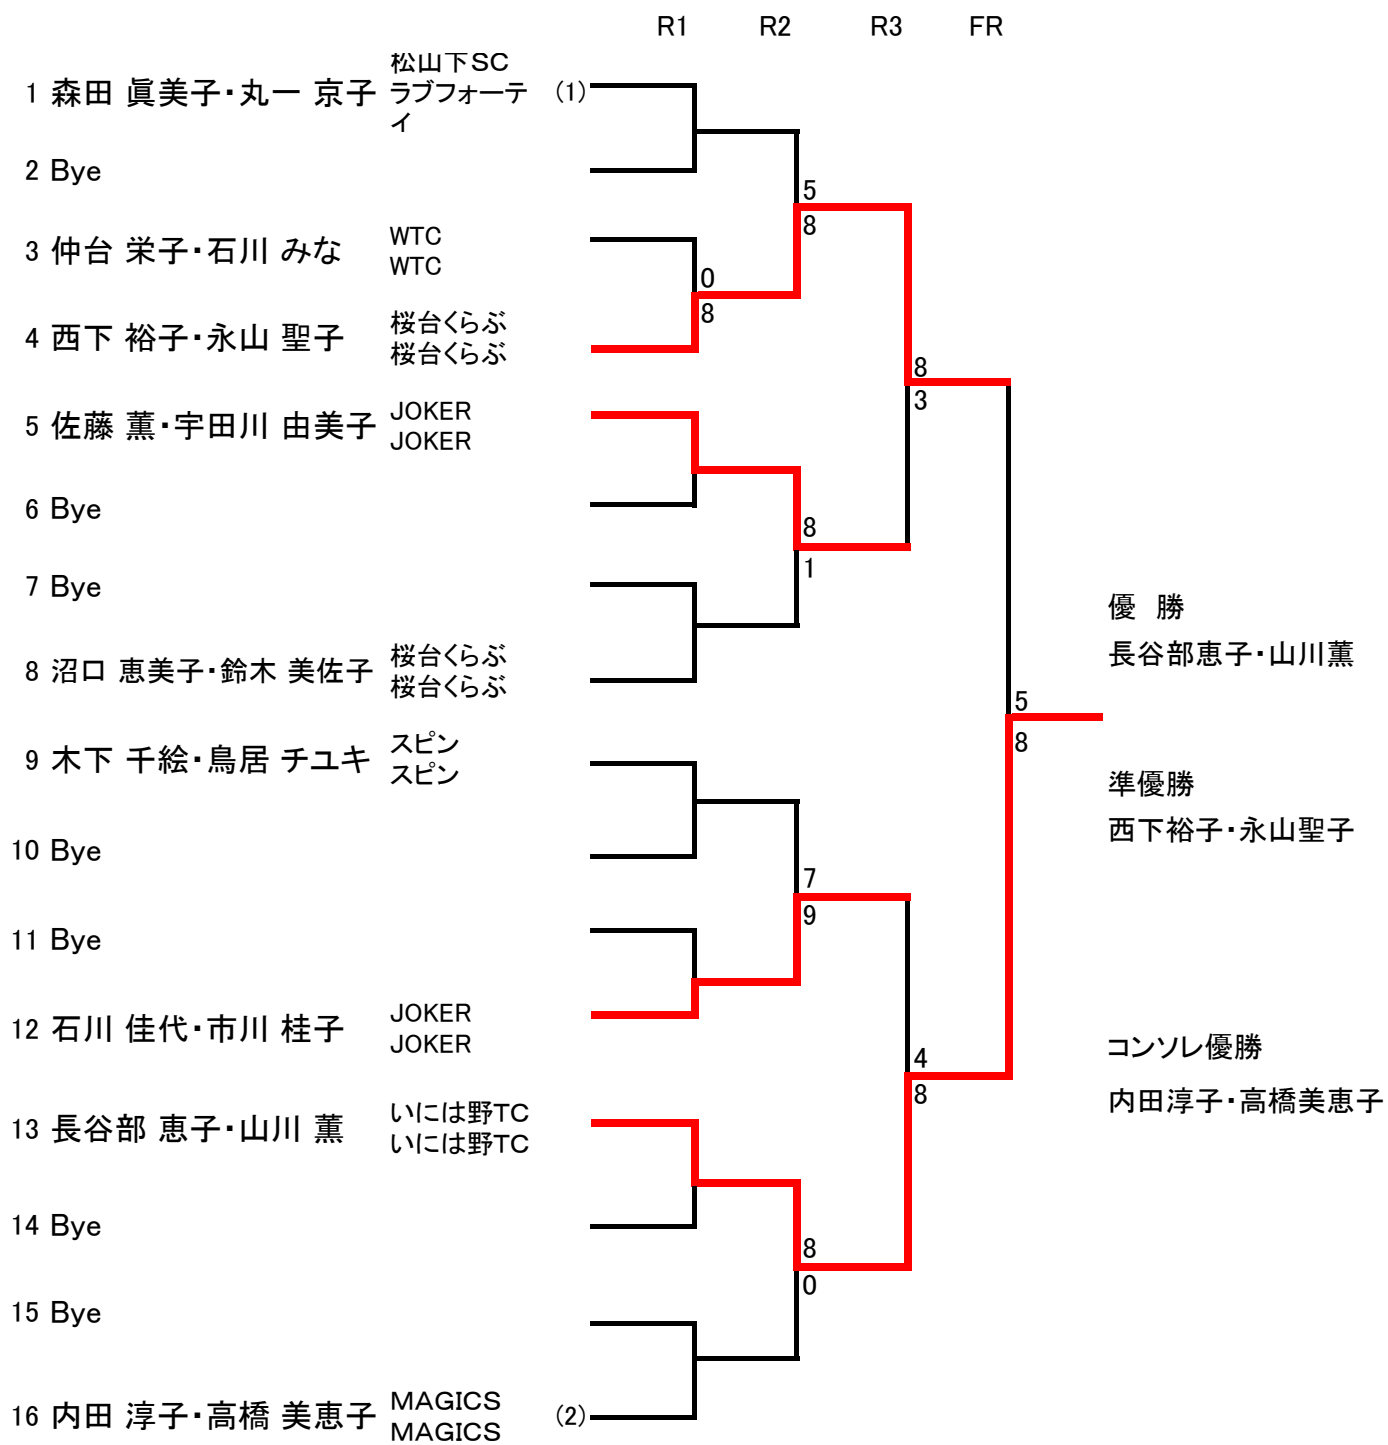 R1 R2 R3 FR
松山下SC
1 森田 眞美子・丸一 京子 ラブフォーテ (1)
イ
2 Bye
5
8
3 仲台 栄子・石川 みな WTC
WTC
0
8
4 西下 裕子・永山 聖子 桜台くらぶ
桜台くらぶ
8
3
5 佐藤 薫・宇田川 由美子 JOKER
JOKER
6 Bye
8
1
7 Bye
優 勝
長谷部恵子・山川薫
8 沼口 恵美子・鈴木 美佐子 桜台くらぶ
桜台くらぶ
5
8
9 木下 千絵・鳥居 チユキ スピン
スピン
準優勝
西下裕子・永山聖子
10 Bye
7
9
11 Bye
12 石川 佳代・市川 桂子 JOKER
JOKER
コンソレ優勝
4
8
内田淳子・高橋美恵子
13 長谷部 恵子・山川 薫 いには野TC
いには野TC
14 Bye
8
0
15 Bye
16 内田 淳子・高橋 美恵子 MAGICS (2)
MAGICS